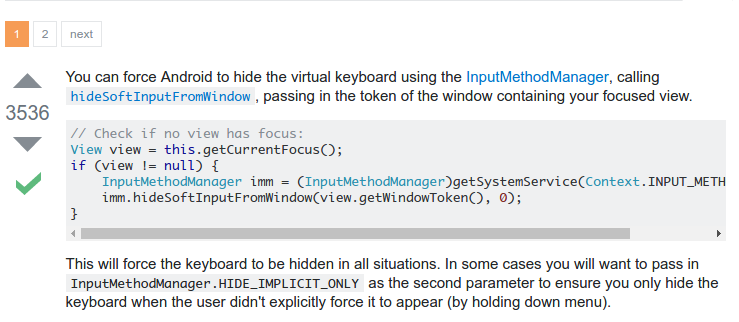 1 2 next
You can force Android to hide the virtual keyboard using the InputMethodManager, calling
hideSoftInputFromWindow , passing in the token of the window containing your focused view.
3536
// Check if no view has focus:
View view = this.getCurrentFocus();
if (view != null) {
    InputMethodManager imm = (InputMethodManager)getSystemService(Context.INPUT_METH
    imm.hideSoftInputFromWindow(view.getWindowToken(), 0);
}
This will force the keyboard to be hidden in all situations. In some cases you will want to pass in
InputMethodManager.HIDE_IMPLICIT_ONLY as the second parameter to ensure you only hide the
keyboard when the user didn't explicitly force it to appear (by holding down menu).